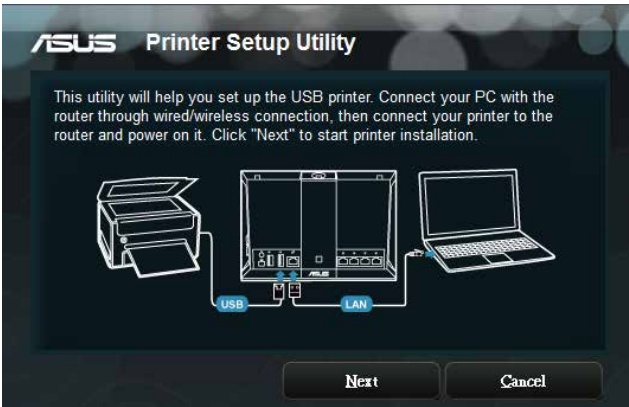 ASUS Printer Setup Utility
This utility will help you set up the USB printer. Connect your PC with the
router through wired/wireless connection, then connect your printer to the
router and power on it. Click "Next" to start printer installation.
ASUS
USB LAN
Next Cancel